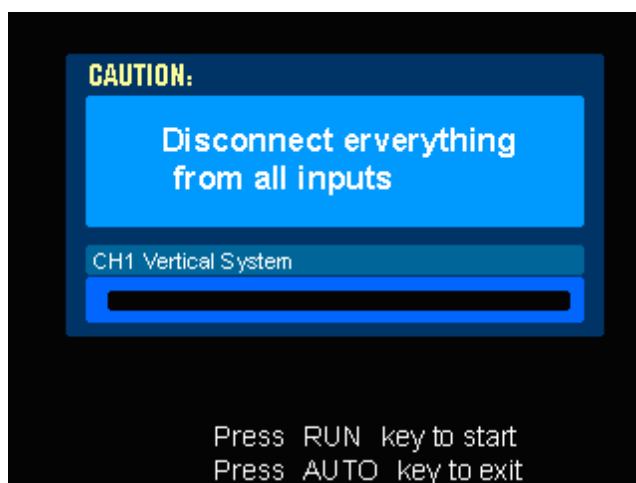 CAUTION:
Disconnect erverything
from all inputs
CH1 Vertical System
Press RUN key to start
Press AUTO key to exit